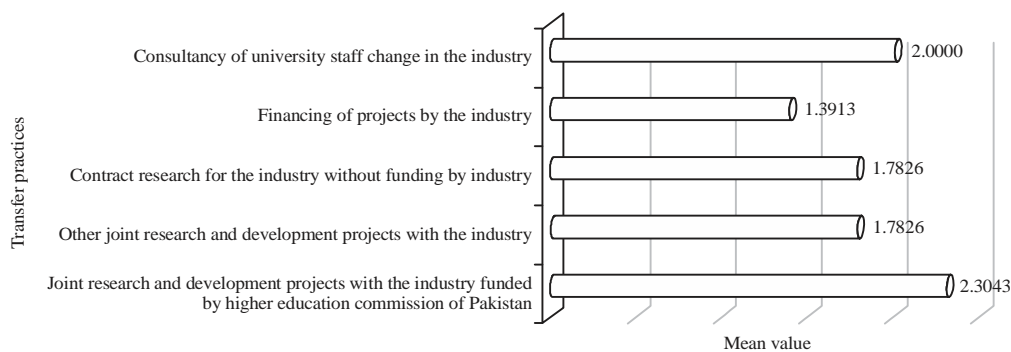 Transfer practices
Consultancy of university staff change in the industry
2.0000
Financing of projects by the industry
1.3913
Contract research for the industry without funding by industry
1.7826
Other joint research and development projects with the industry
1.7826
Joint research and development projects with the industry funded
by higher education commission of Pakistan
2.3043
Mean value